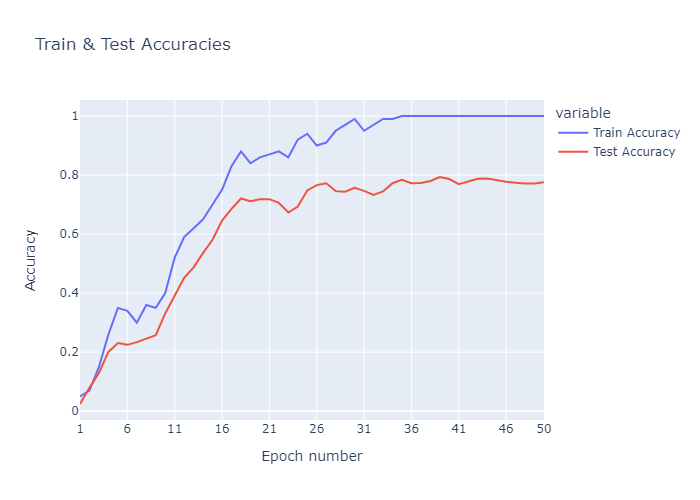 Train & Test Accuracies
variable
Train Accuracy
Test Accuracy
Accuracy
1
0.8
0.6
0.4
0.2
0
1 6 11 16 21 26 31 36 41 46 50
Epoch number